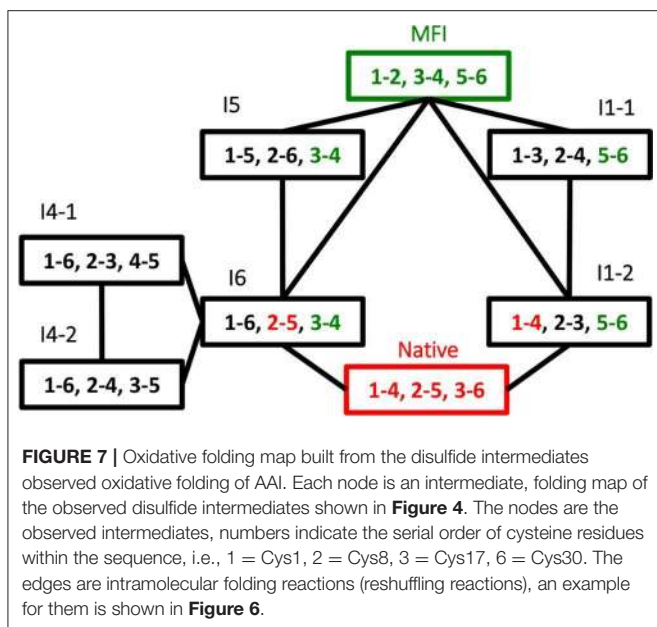 MFI
1-2, 3-4, 5-6
I5
I1-1
1-5, 2-6, 3-4
1-3, 2-4, 5-6
I4-1
1-6, 2-3, 4-5
I6
I1-2
1-6, 2-5, 3-4
1-4, 2-3, 5-6
I4-2
Native
1-6, 2-4, 3-5
1-4, 2-5, 3-6
FIGURE 7 | Oxidative folding map built from the disulfide intermediates
observed oxidative folding of AAI. Each node is an intermediate, folding map of
the observed disulfide intermediates shown in Figure 4. The nodes are the
observed intermediates, numbers indicate the serial order of cysteine residues
within the sequence, i.e., 1 = Cys1, 2 = Cys8, 3 = Cys17, 6 = Cys30. The
edges are intramolecular folding reactions (reshuffling reactions), an example
for them is shown in Figure 6.